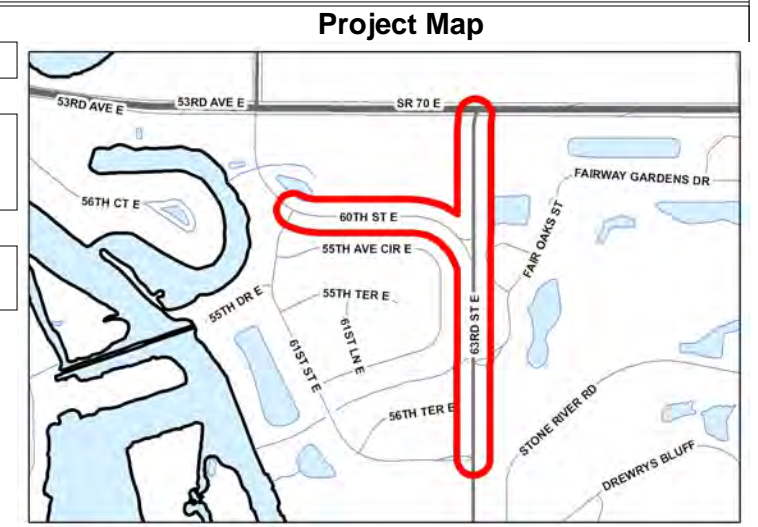 Project Map
53RD AVE E
53RD AVE E
SR 70 E
FAIRWAY GARDENS DR
56TH CT E
60TH ST E
FAIR OAKS ST
55TH AVE CIR E
55TH DR E
55TH TER E
61ST ST E
61ST LN E
63RD ST E
56TH TER E
STONE RIVER RD
DREWRYS BLUFF